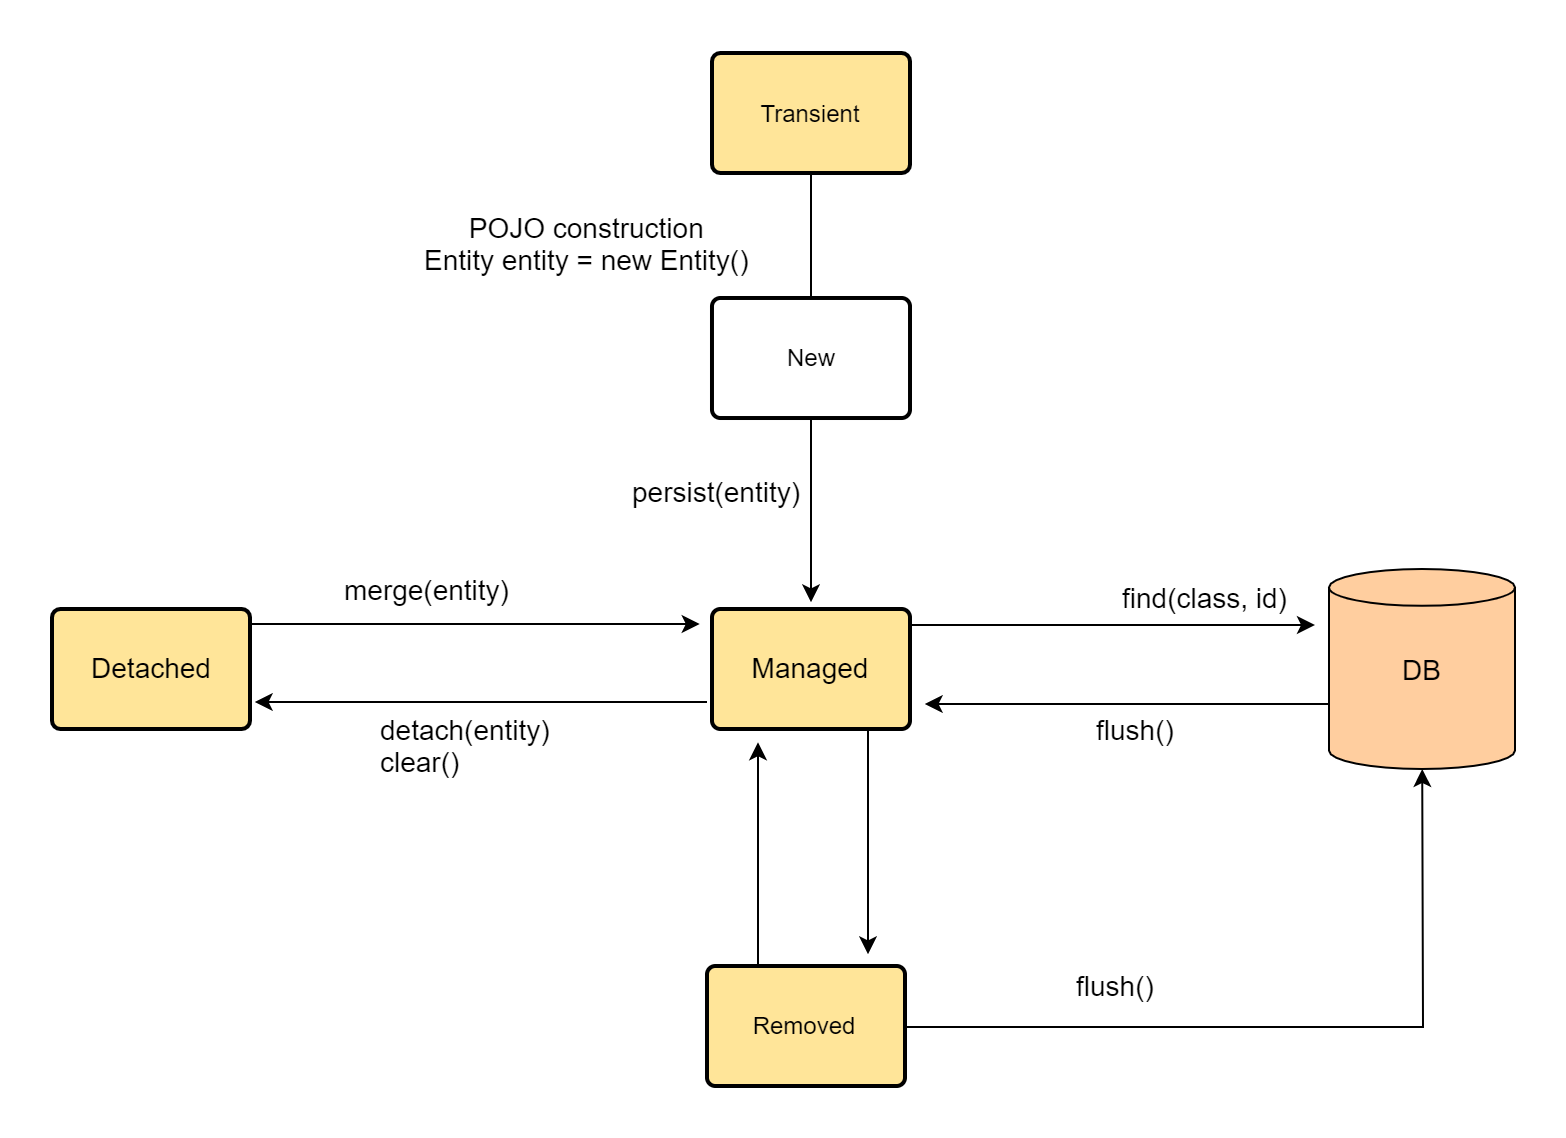 Transient
POJO construction
Entity entity = new Entity()
New
persist(entity)
merge(entity)
find(class, id)
Detached
Managed
DB
detach(entity)
clear()
flush()
flush()
Removed